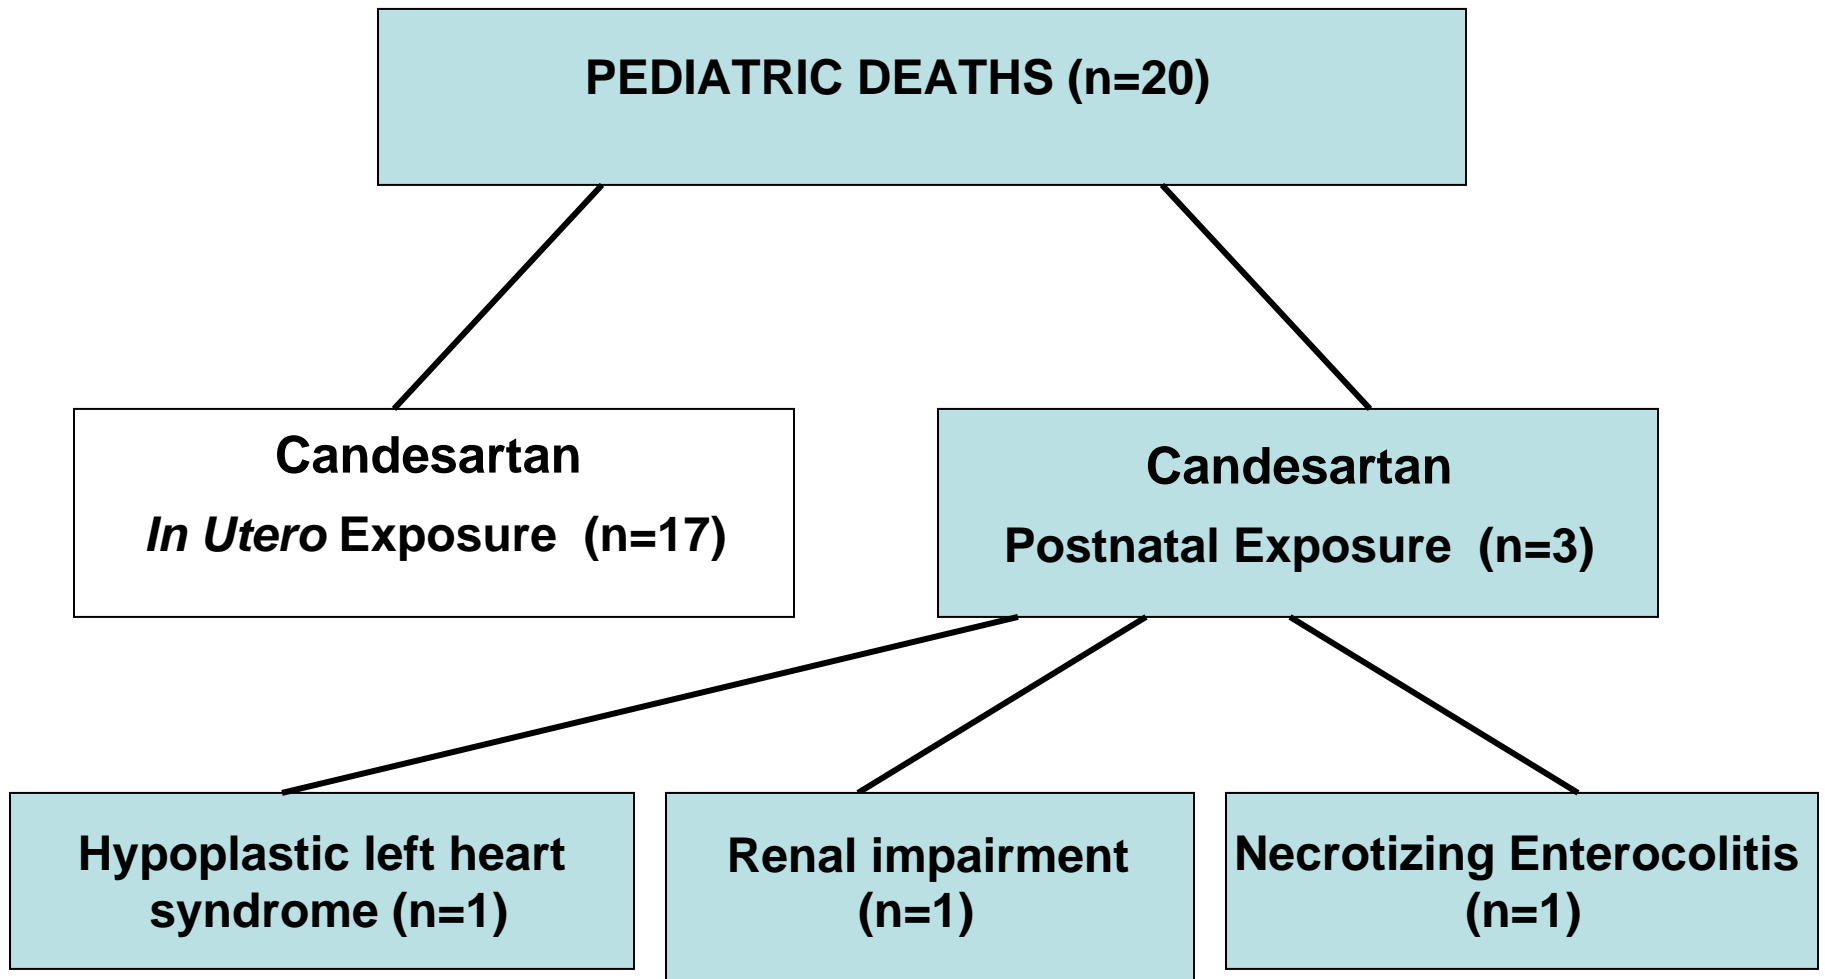 PEDIATRIC DEATHS (n=20)
Candesartan
In Utero Exposure (n=17)
Candesartan
Postnatal Exposure (n=3)
Hypoplastic left heart
syndrome (n=1)
Renal impairment
(n=1)
Necrotizing Enterocolitis
(n=1)